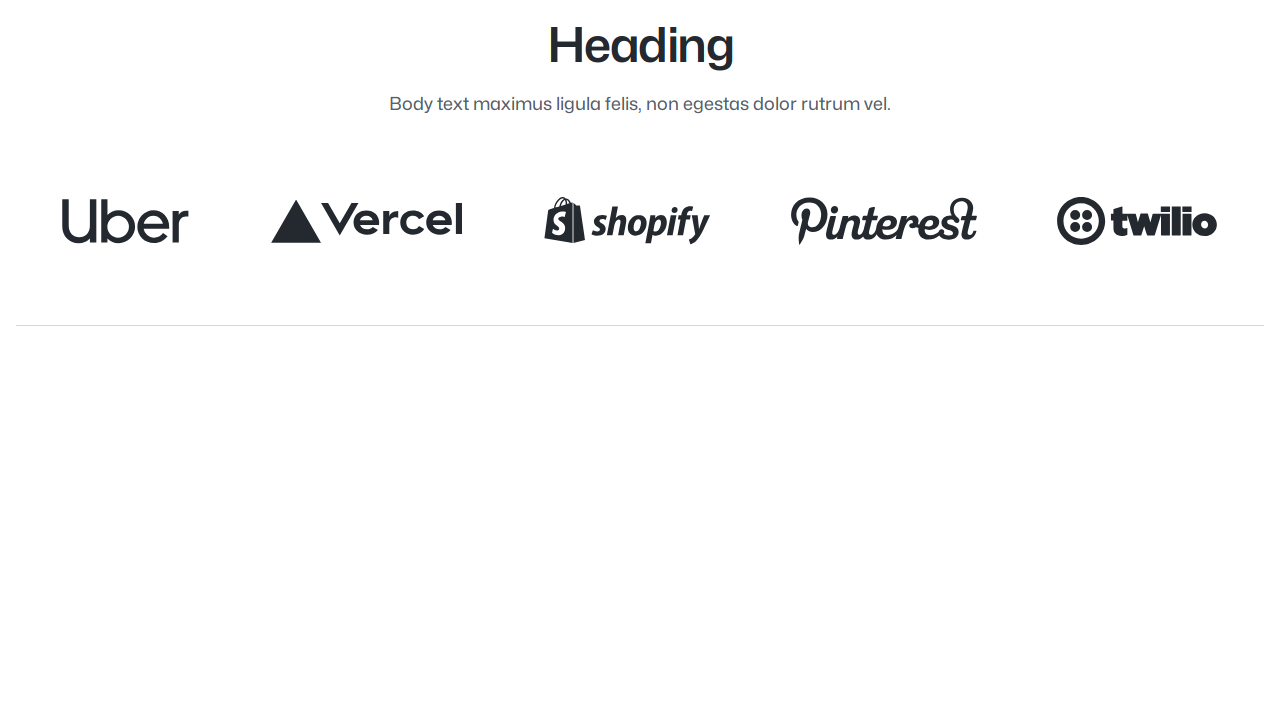 Heading
Body text maximus ligula felis, non egestas dolor rutrum vel.
Uber Vercel shopify Pinterest twilio